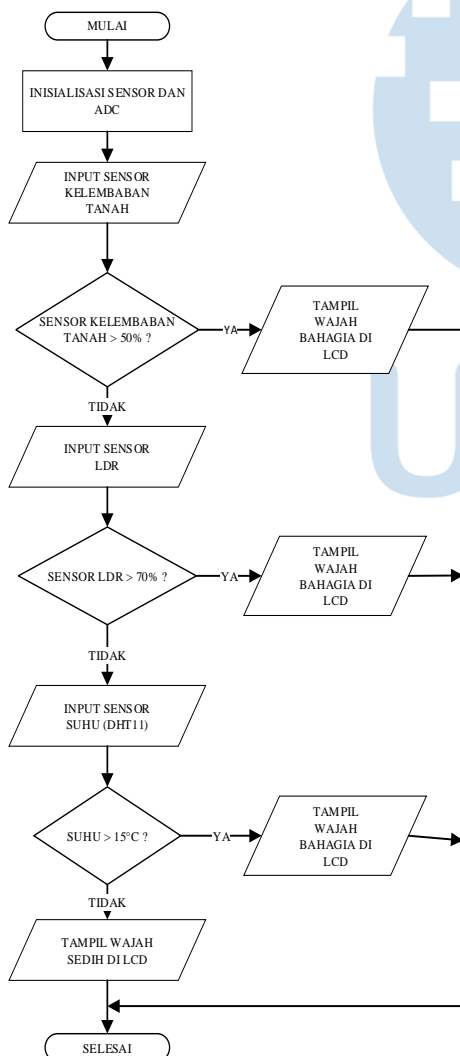 MULAI
INISIALISASI SENSOR DAN
ADC
INPUT SENSOR
KELEMBABAN
TANAH
SENSOR KELEMBABAN
TANAH > 50% ?
YA
TAMPIL
WAJAH
BAHAGIA DI
LCD
TIDAK
INPUT SENSOR
LDR
SENSOR LDR > 70% ?
YA
TAMPIL
WAJAH
BAHAGIA DI
LCD
TIDAK
INPUT SENSOR
SUHU (DHT11)
SUHU > 15°C ?
YA
TAMPIL
WAJAH
BAHAGIA DI
LCD
TIDAK
TAMPIL WAJAH
SEDIH DI LCD
SELESAI